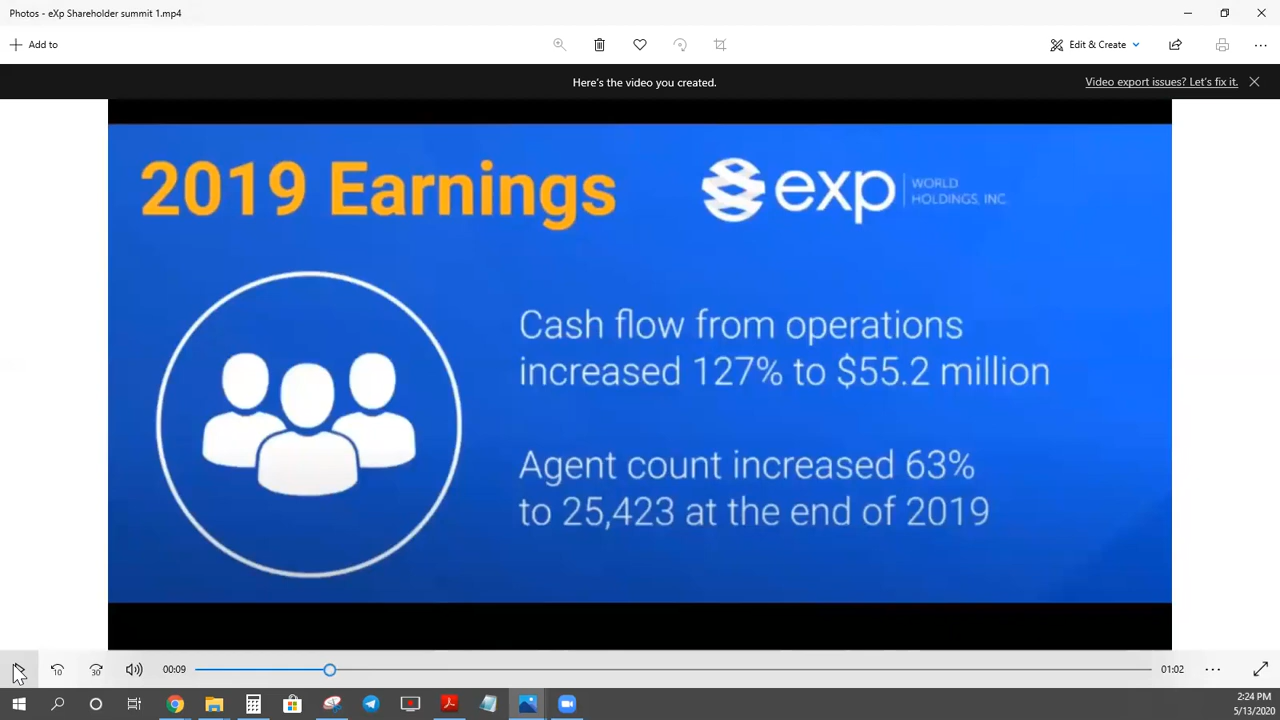 Photos - eXp Shareholder summit 1.mp4
Add to
Edit & Create
Here's the video you created.
Video export issues? Let's fix it.
2019 Earnings
exp
WORLD
HOLDINGS, INC.
Cash flow from operations
increased 127% to $55.2 million
Agent count increased 63%
to 25,423 at the end of 2019
10
30
00:09
01:02
2:24 PM
5/13/2020